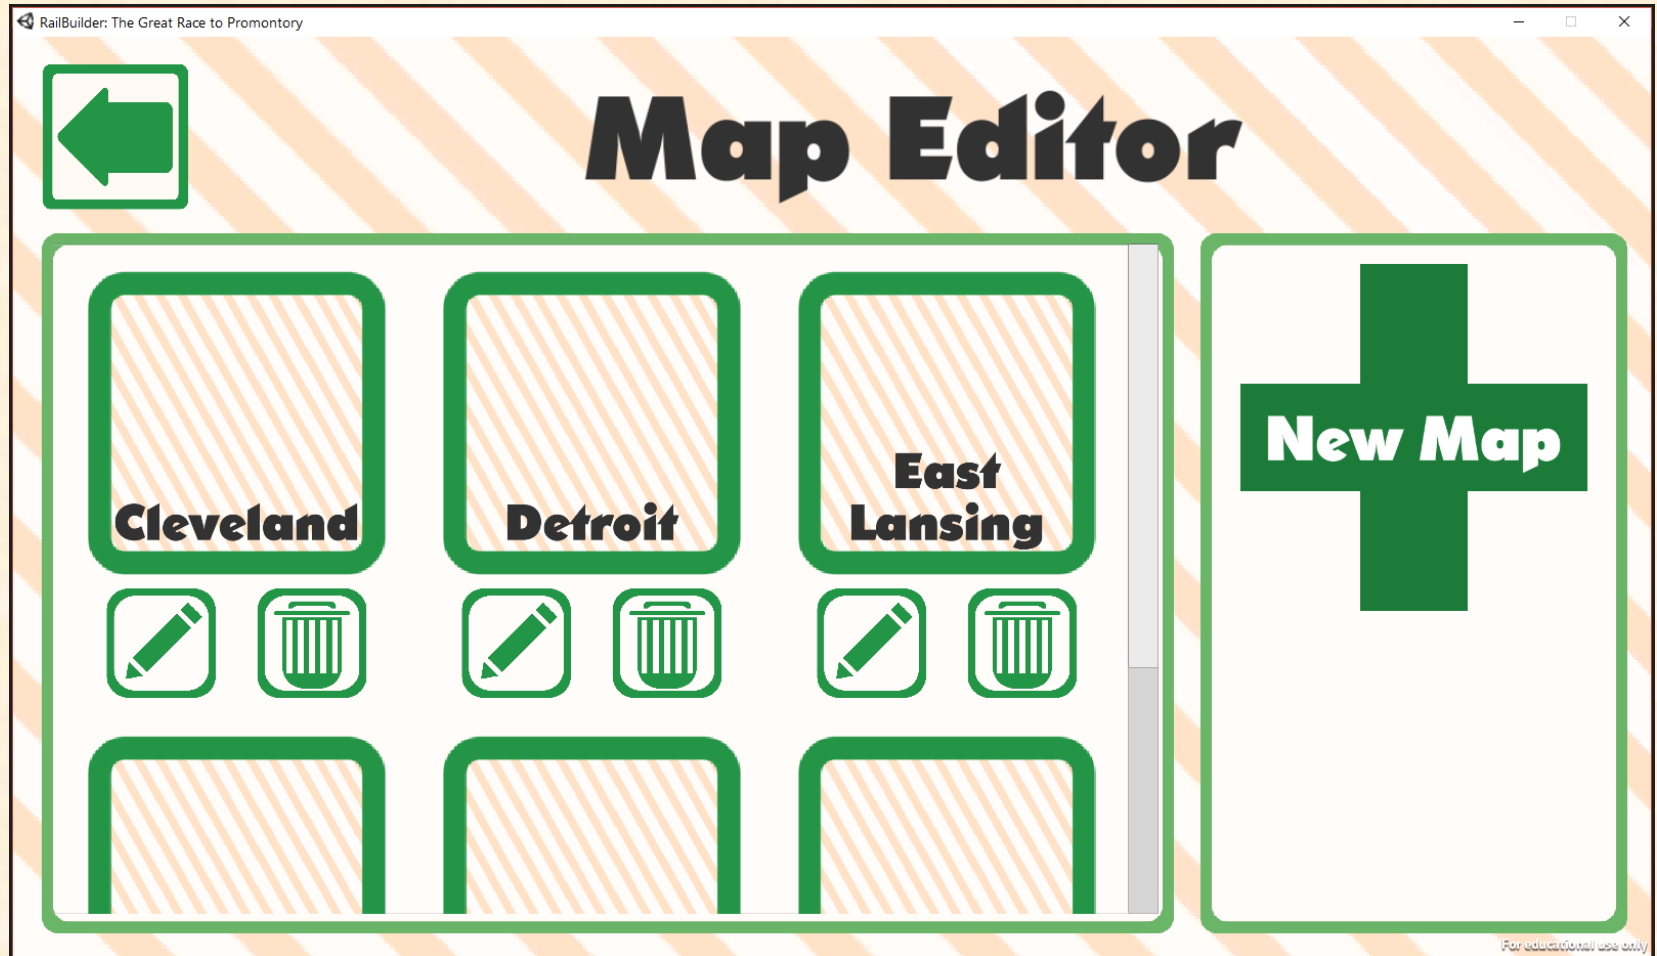 RailBuilder: The Great Race to Promontory
Map Editor
Cleveland
Detroit
East
Lansing
New Map
For educational use only